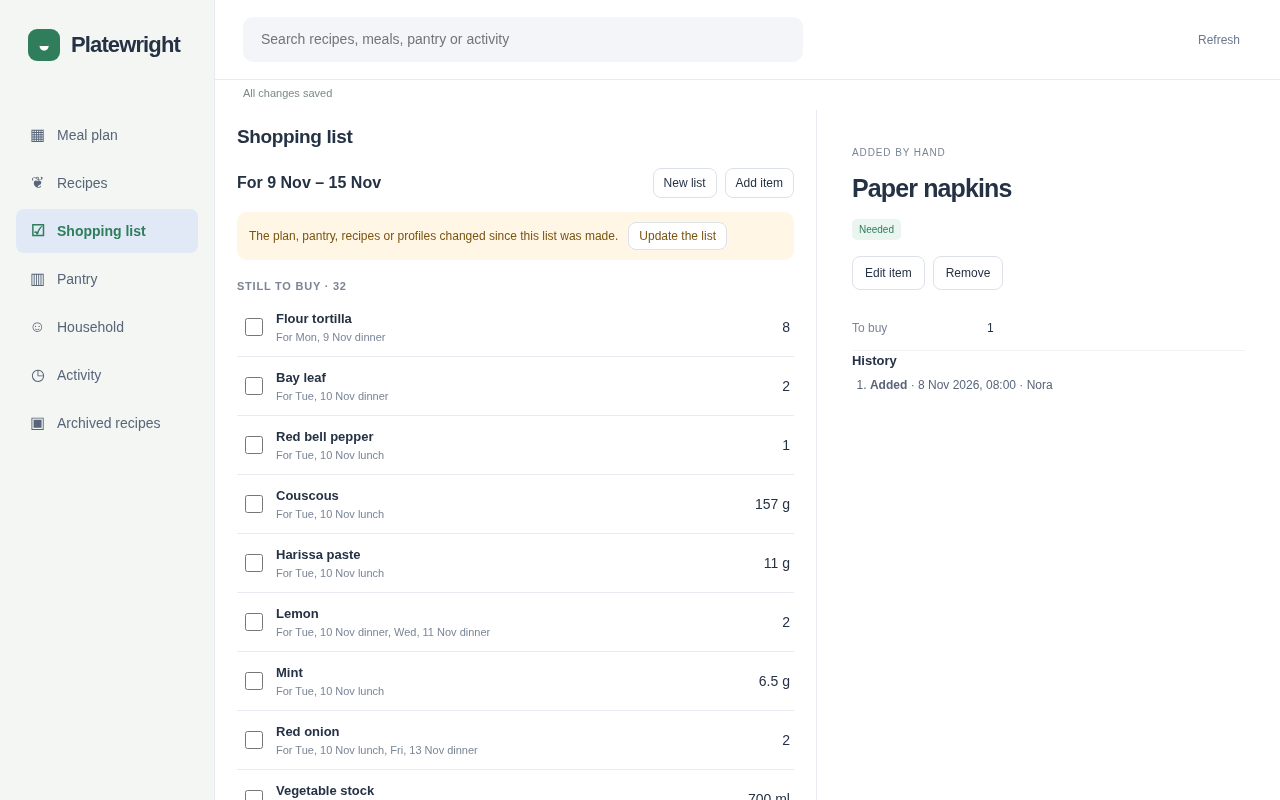 Platewright
Search recipes, meals, pantry or activity
Refresh
All changes saved
Meal plan
Recipes
Shopping list
Pantry
Household
Activity
Archived recipes
Shopping list
For 9 Nov – 15 Nov
New list
Add item
The plan, pantry, recipes or profiles changed since this list was made.
Update the list
STILL TO BUY · 32
Flour tortilla
For Mon, 9 Nov dinner
8
Bay leaf
For Tue, 10 Nov dinner
2
Red bell pepper
For Tue, 10 Nov lunch
1
Couscous
For Tue, 10 Nov lunch
157 g
Harissa paste
For Tue, 10 Nov lunch
11 g
Lemon
For Tue, 10 Nov dinner, Wed, 11 Nov dinner
2
Mint
For Tue, 10 Nov lunch
6.5 g
Red onion
For Tue, 10 Nov lunch, Fri, 13 Nov dinner
2
Vegetable stock
700 ml
ADDED BY HAND
Paper napkins
Needed
Edit item
Remove
To buy 1
History
1. Added · 8 Nov 2026, 08:00 · Nora